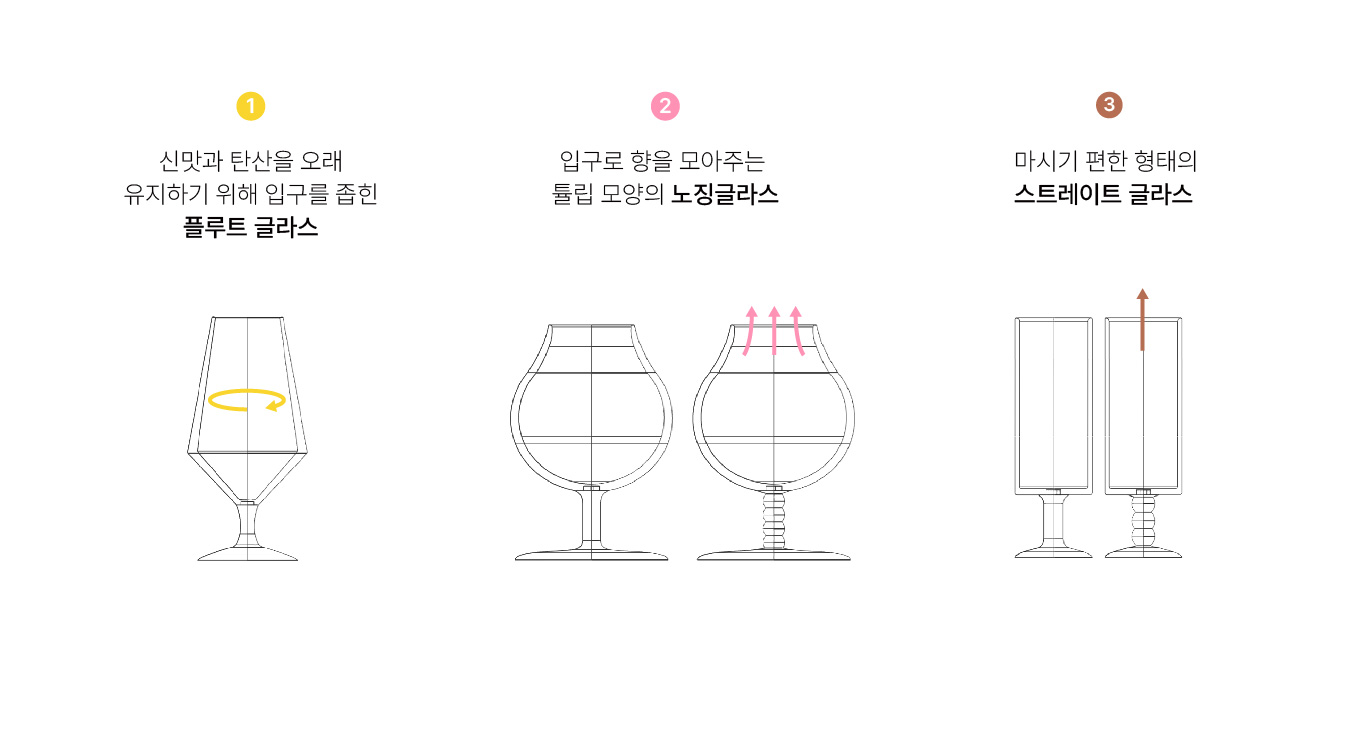 1
신맛과 탄산을 오래
유지하기 위해 입구를 좁힌
플루트 글라스
2
입구로 향을 모아주는
튤립 모양의 노징글라스
3
마시기 편한 형태의
스트레이트 글라스